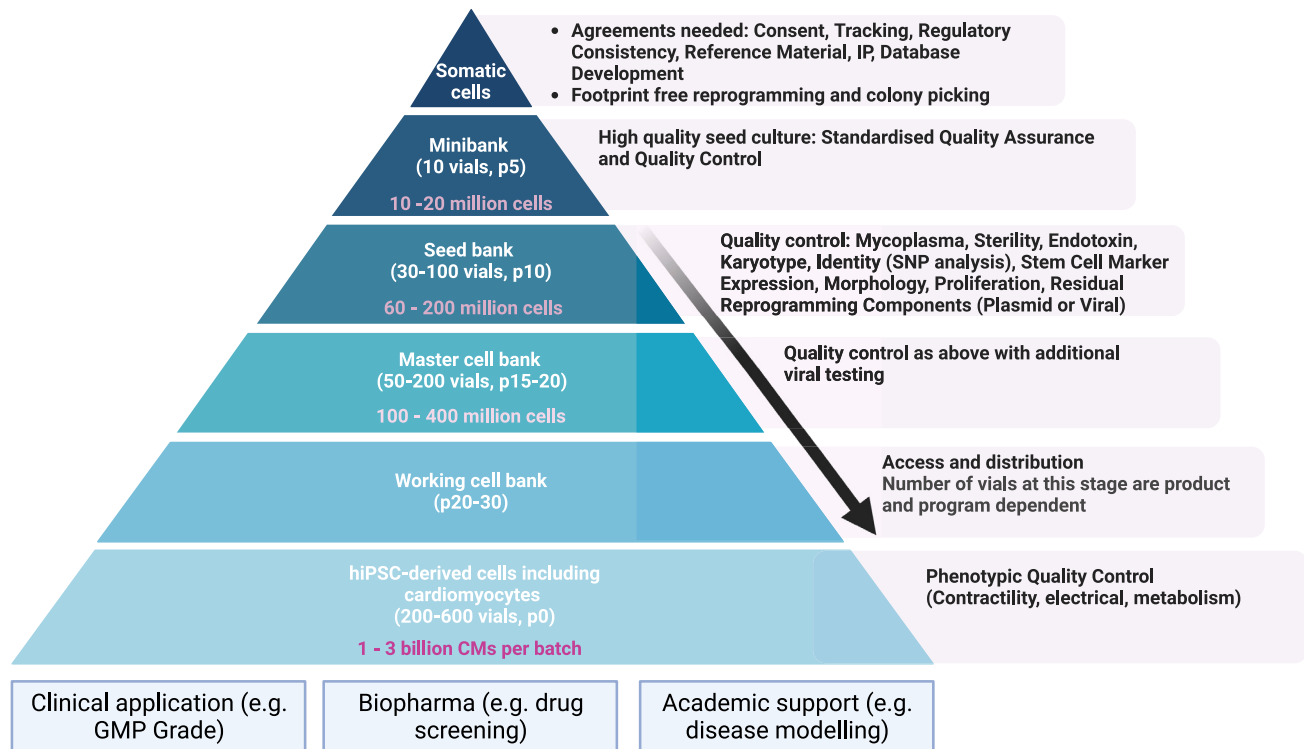 Somatic
cells
• Agreements needed: Consent, Tracking, Regulatory
Consistency, Reference Material, IP, Database
Development
• Footprint free reprogramming and colony picking
Minibank
(10 vials, p5)
10 -20 million cells
High quality seed culture: Standardised Quality Assurance
and Quality Control
Seed bank
(30-100 vials, p10)
60 - 200 million cells
Quality control: Mycoplasma, Sterility, Endotoxin,
Karyotype, Identity (SNP analysis), Stem Cell Marker
Expression, Morphology, Proliferation, Residual
Reprogramming Components (Plasmid or Viral)
Master cell bank
(50-200 vials, p15-20)
100 - 400 million cells
Quality control as above with additional
viral testing
Working cell bank
(p20-30)
Access and distribution
Number of vials at this stage are product
and program dependent
hiPSC-derived cells including
cardiomyocytes
(200-600 vials, p0)
1 - 3 billion CMs per batch
Phenotypic Quality Control
(Contractility, electrical, metabolism)
Clinical application (e.g.
GMP Grade)
Biopharma (e.g. drug
screening)
Academic support (e.g.
disease modelling)